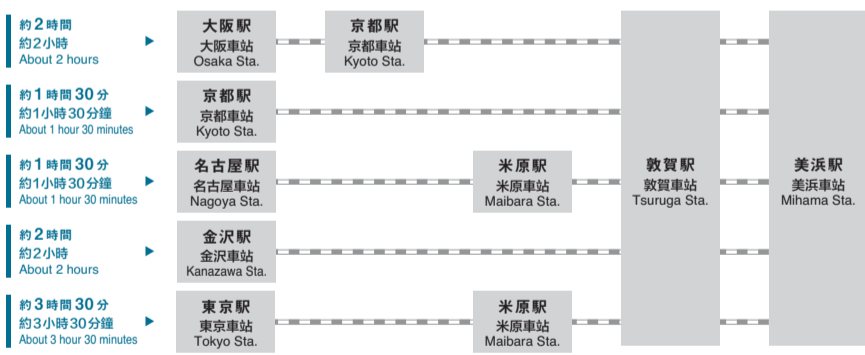 約2時間
約2小時
About 2 hours
大阪駅
大阪車站
Osaka Sta.
京都駅
京都車站
Kyoto Sta.
約1時間30分
約1小時30分鐘
About 1 hour 30 minutes
京都駅
京都車站
Kyoto Sta.
約1時間30分
約1小時30分鐘
About 1 hour 30 minutes
名古屋駅
名古屋車站
Nagoya Sta.
米原駅
米原車站
Maibara Sta.
敦賀駅
敦賀車站
Tsuruga Sta.
美浜駅
美浜車站
Mihama Sta.
約2時間
約2小時
About 2 hours
金沢駅
金沢車站
Kanazawa Sta.
約3時間30分
約3小時30分鐘
About 3 hour 30 minutes
東京駅
東京車站
Tokyo Sta.
米原駅
米原車站
Maibara Sta.